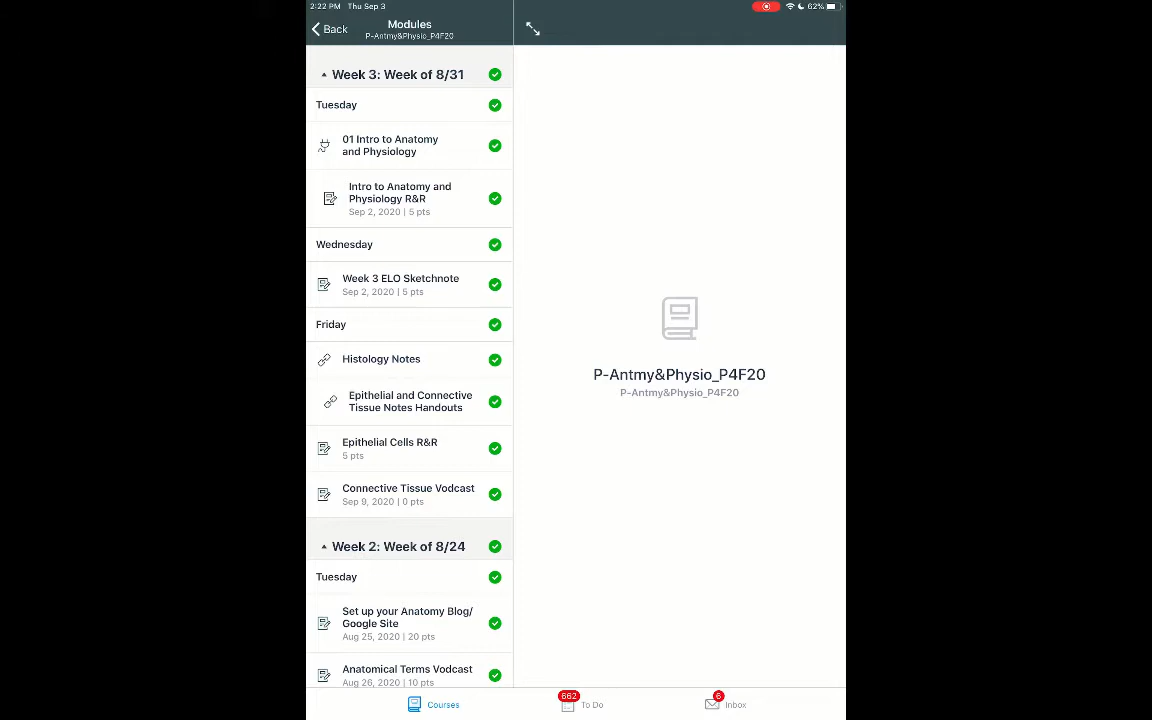 2:22 PM Thu Sep 3
62%
Back
Modules
P-Antmy&Physio_P4F20
Week 3: Week of 8/31
Tuesday
01 Intro to Anatomy
and Physiology
Intro to Anatomy and
Physiology R&R
Sep 2, 2020 | 5 pts
Wednesday
Week 3 ELO Sketchnote
Sep 2, 2020 | 5 pts
Friday
Histology Notes
Epithelial and Connective
Tissue Notes Handouts
Epithelial Cells R&R
5 pts
Connective Tissue Vodcast
Sep 9, 2020 | 0 pts
Week 2: Week of 8/24
Tuesday
Set up your Anatomy Blog/
Google Site
Aug 25, 2020 | 20 pts
Anatomical Terms Vodcast
Aug 26, 2020 | 10 pts
P-Antmy&Physio_P4F20
P-Antmy&Physio_P4F20
Courses
662
To Do
6
Inbox